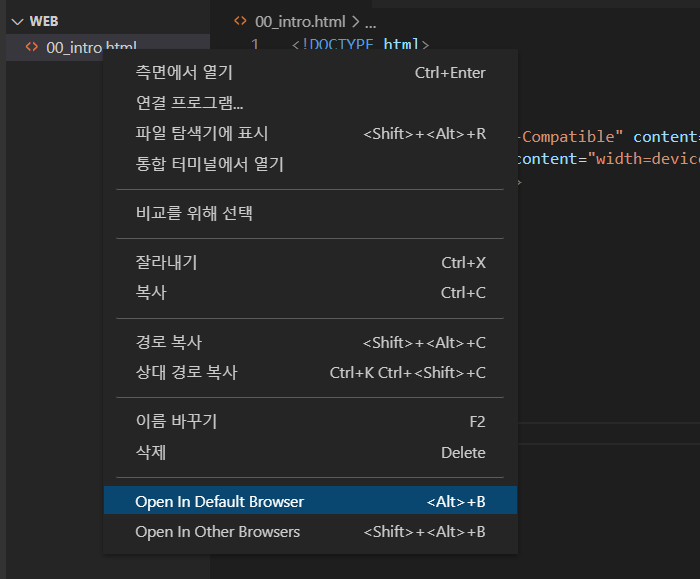 WEB
00_intro.html
00_intro.html > ...
1 <!DOCTYPE html>
-Compatible" content=
content="width=device
>
측면에서 열기 Ctrl+Enter
연결 프로그램...
파일 탐색기에 표시 <Shift>+<Alt>+R
통합 터미널에서 열기
비교를 위해 선택
잘라내기 Ctrl+X
복사 Ctrl+C
경로 복사 <Shift>+<Alt>+C
상대 경로 복사 Ctrl+K Ctrl+<Shift>+C
이름 바꾸기 F2
삭제 Delete
Open In Default Browser <Alt>+B
Open In Other Browsers <Shift>+<Alt>+B